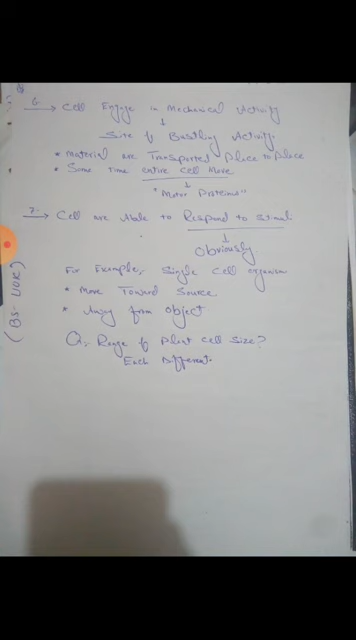 6- → Cell Engage in Mechanical Activity
↓
Site of Bustling Activity.
* Material are Transported Place to Place
* Some time entire cell Move
↓
"Motor Proteins"
7- → Cell are Able to Respond to Stimuli
↓
Obviously.
For Example, Single Cell organism
* Move Toward Source
* Away from object
Q:- Range of Plant cell size?
Each Different.
(BS- UOK)